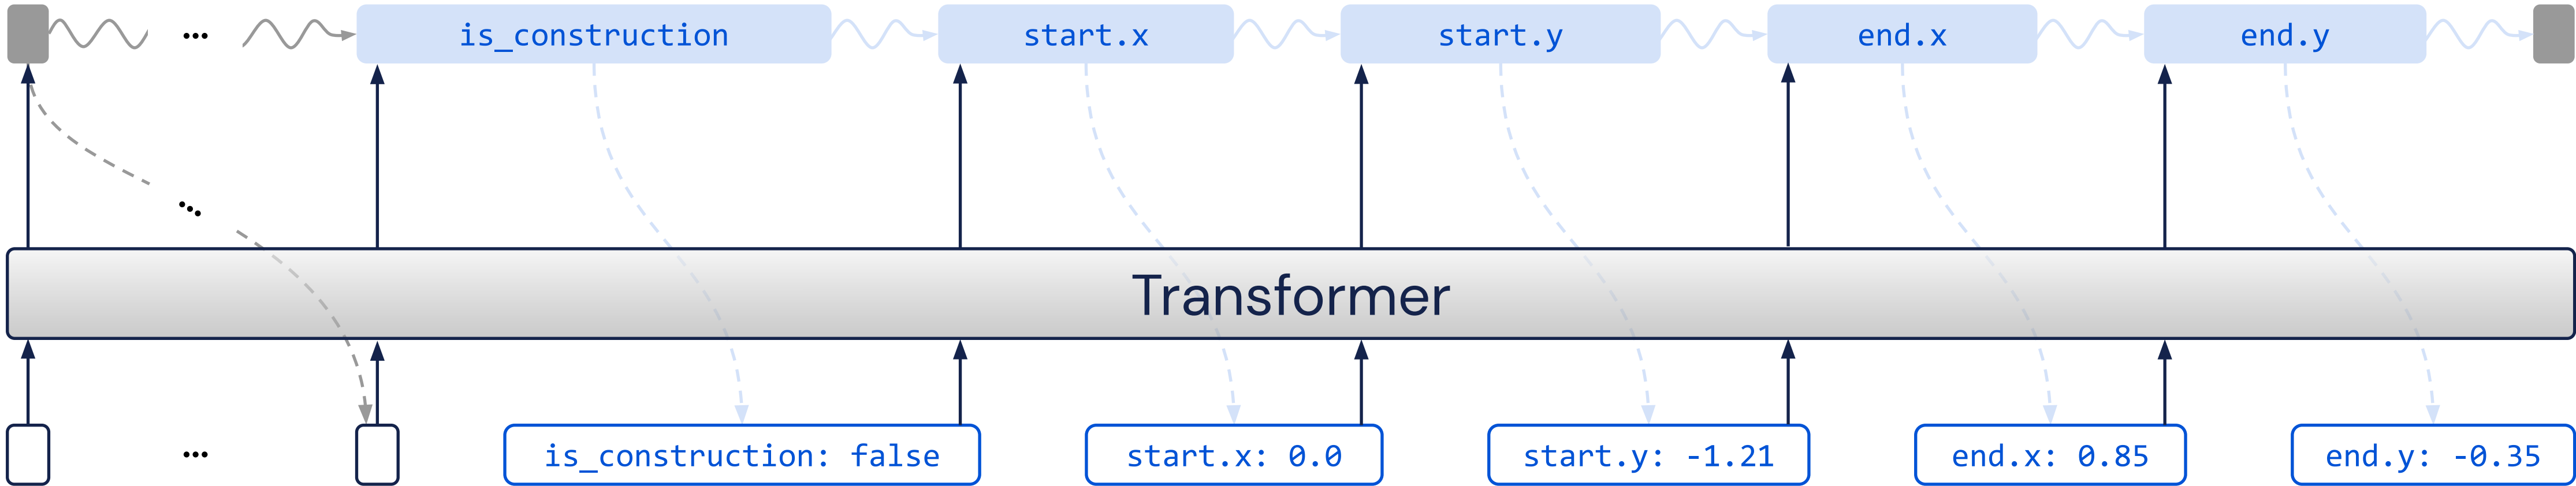 ... is_construction start.x start.y end.x end.y
...
Transformer
... is_construction: false start.x: 0.0 start.y: -1.21 end.x: 0.85 end.y: -0.35